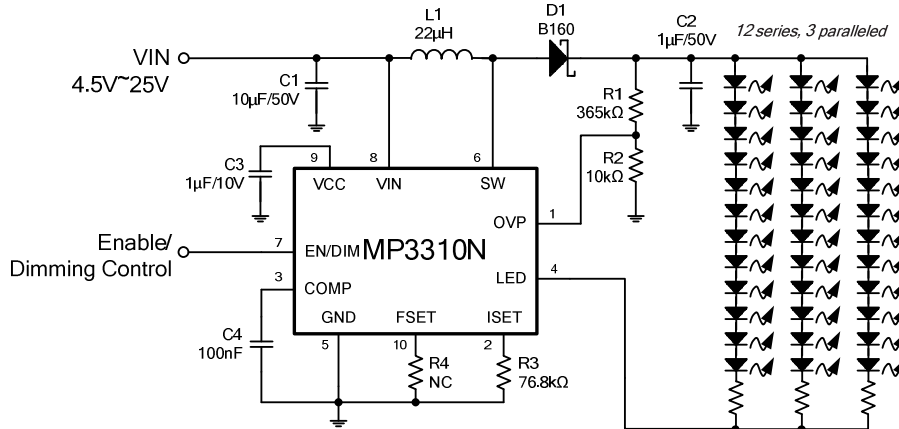 L1
22µH
D1
B160
C2
1µF/50V
12 series, 3 paralleled
VIN
4.5V~25V
C1
10µF/50V
R1
365kΩ
R2
10kΩ
C3
1µF/10V
9
8
6
VCC
VIN
SW
1
OVP
Enable/
Dimming Control
7
EN/DIM
MP3310N
3
COMP
LED
4
GND
FSET
ISET
C4
100nF
5
10
2
R4
NC
R3
76.8kΩ